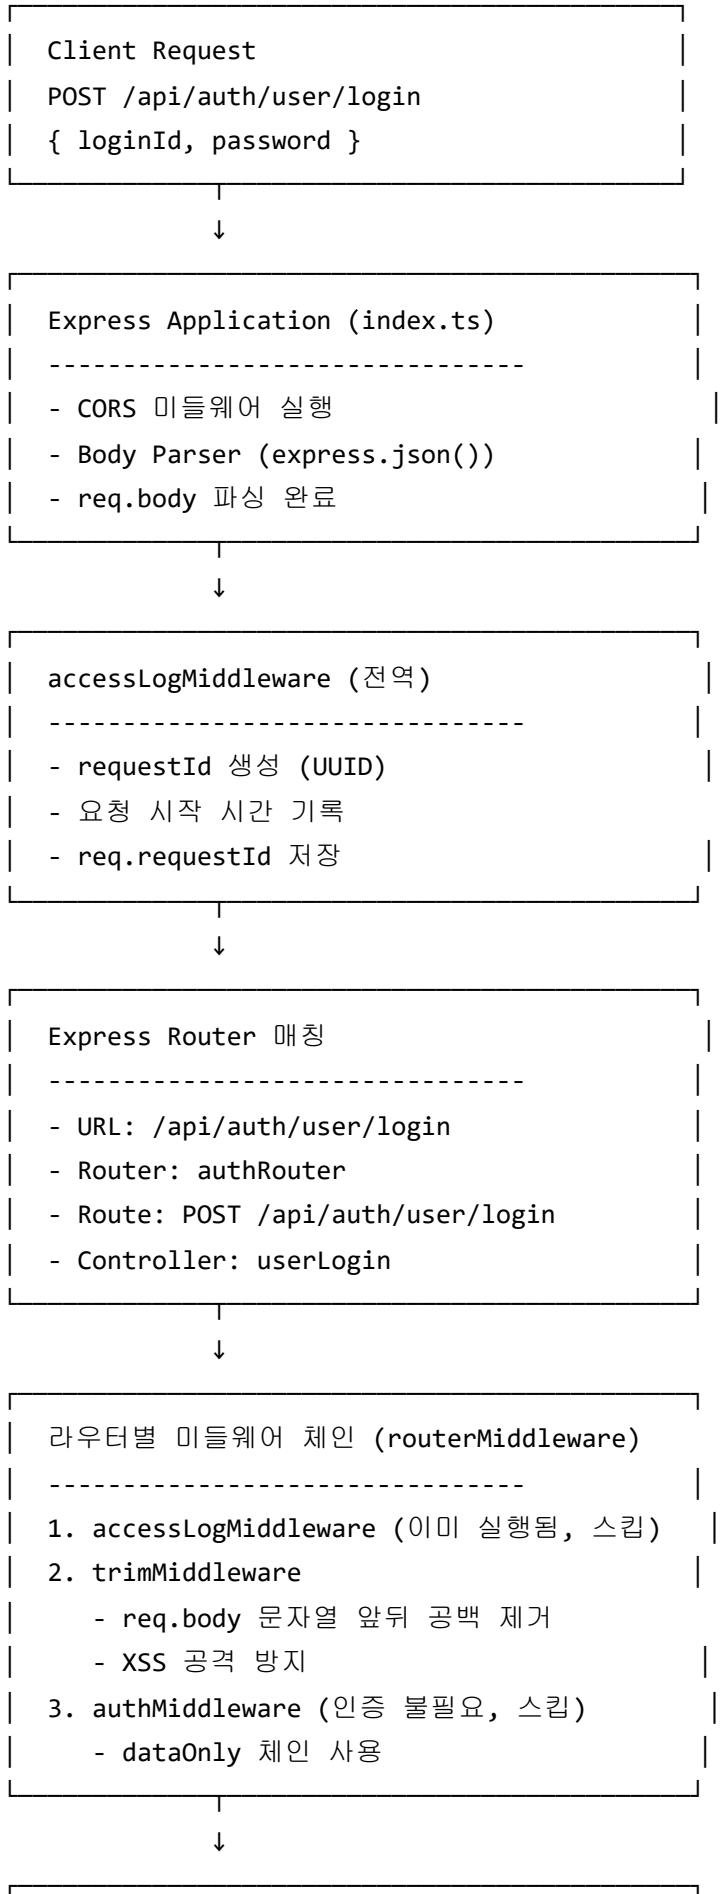 Client Request
POST /api/auth/user/login
{ loginId, password }
↓
Express Application (index.ts)
--------------------------------
- CORS 미들웨어 실행
- Body Parser (express.json())
- req.body 파싱 완료
↓
accessLogMiddleware (전역)
--------------------------------
- requestId 생성 (UUID)
- 요청 시작 시간 기록
- req.requestId 저장
↓
Express Router 매칭
--------------------------------
- URL: /api/auth/user/login
- Router: authRouter
- Route: POST /api/auth/user/login
- Controller: userLogin
↓
라우터별 미들웨어 체인 (routerMiddleware)
--------------------------------
1. accessLogMiddleware (이미 실행됨, 스킵)
2. trimMiddleware
- req.body 문자열 앞뒤 공백 제거
- XSS 공격 방지
3. authMiddleware (인증 불필요, 스킵)
- dataOnly 체인 사용
↓